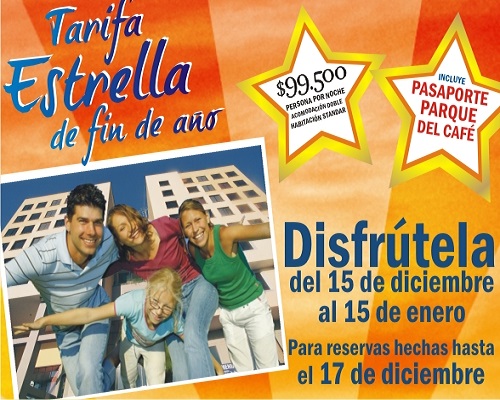 Tarifa
Estrella
de fin de año
$99.500
PERSONA POR NOCHE
ACOMODACIÓN DOBLE
HABITACIÓN STANDAR
INCLUYE
PASAPORTE
PARQUE
DEL CAFÉ
Disfrútela
del 15 de diciembre
al 15 de enero
Para reservas hechas hasta
el 17 de diciembre